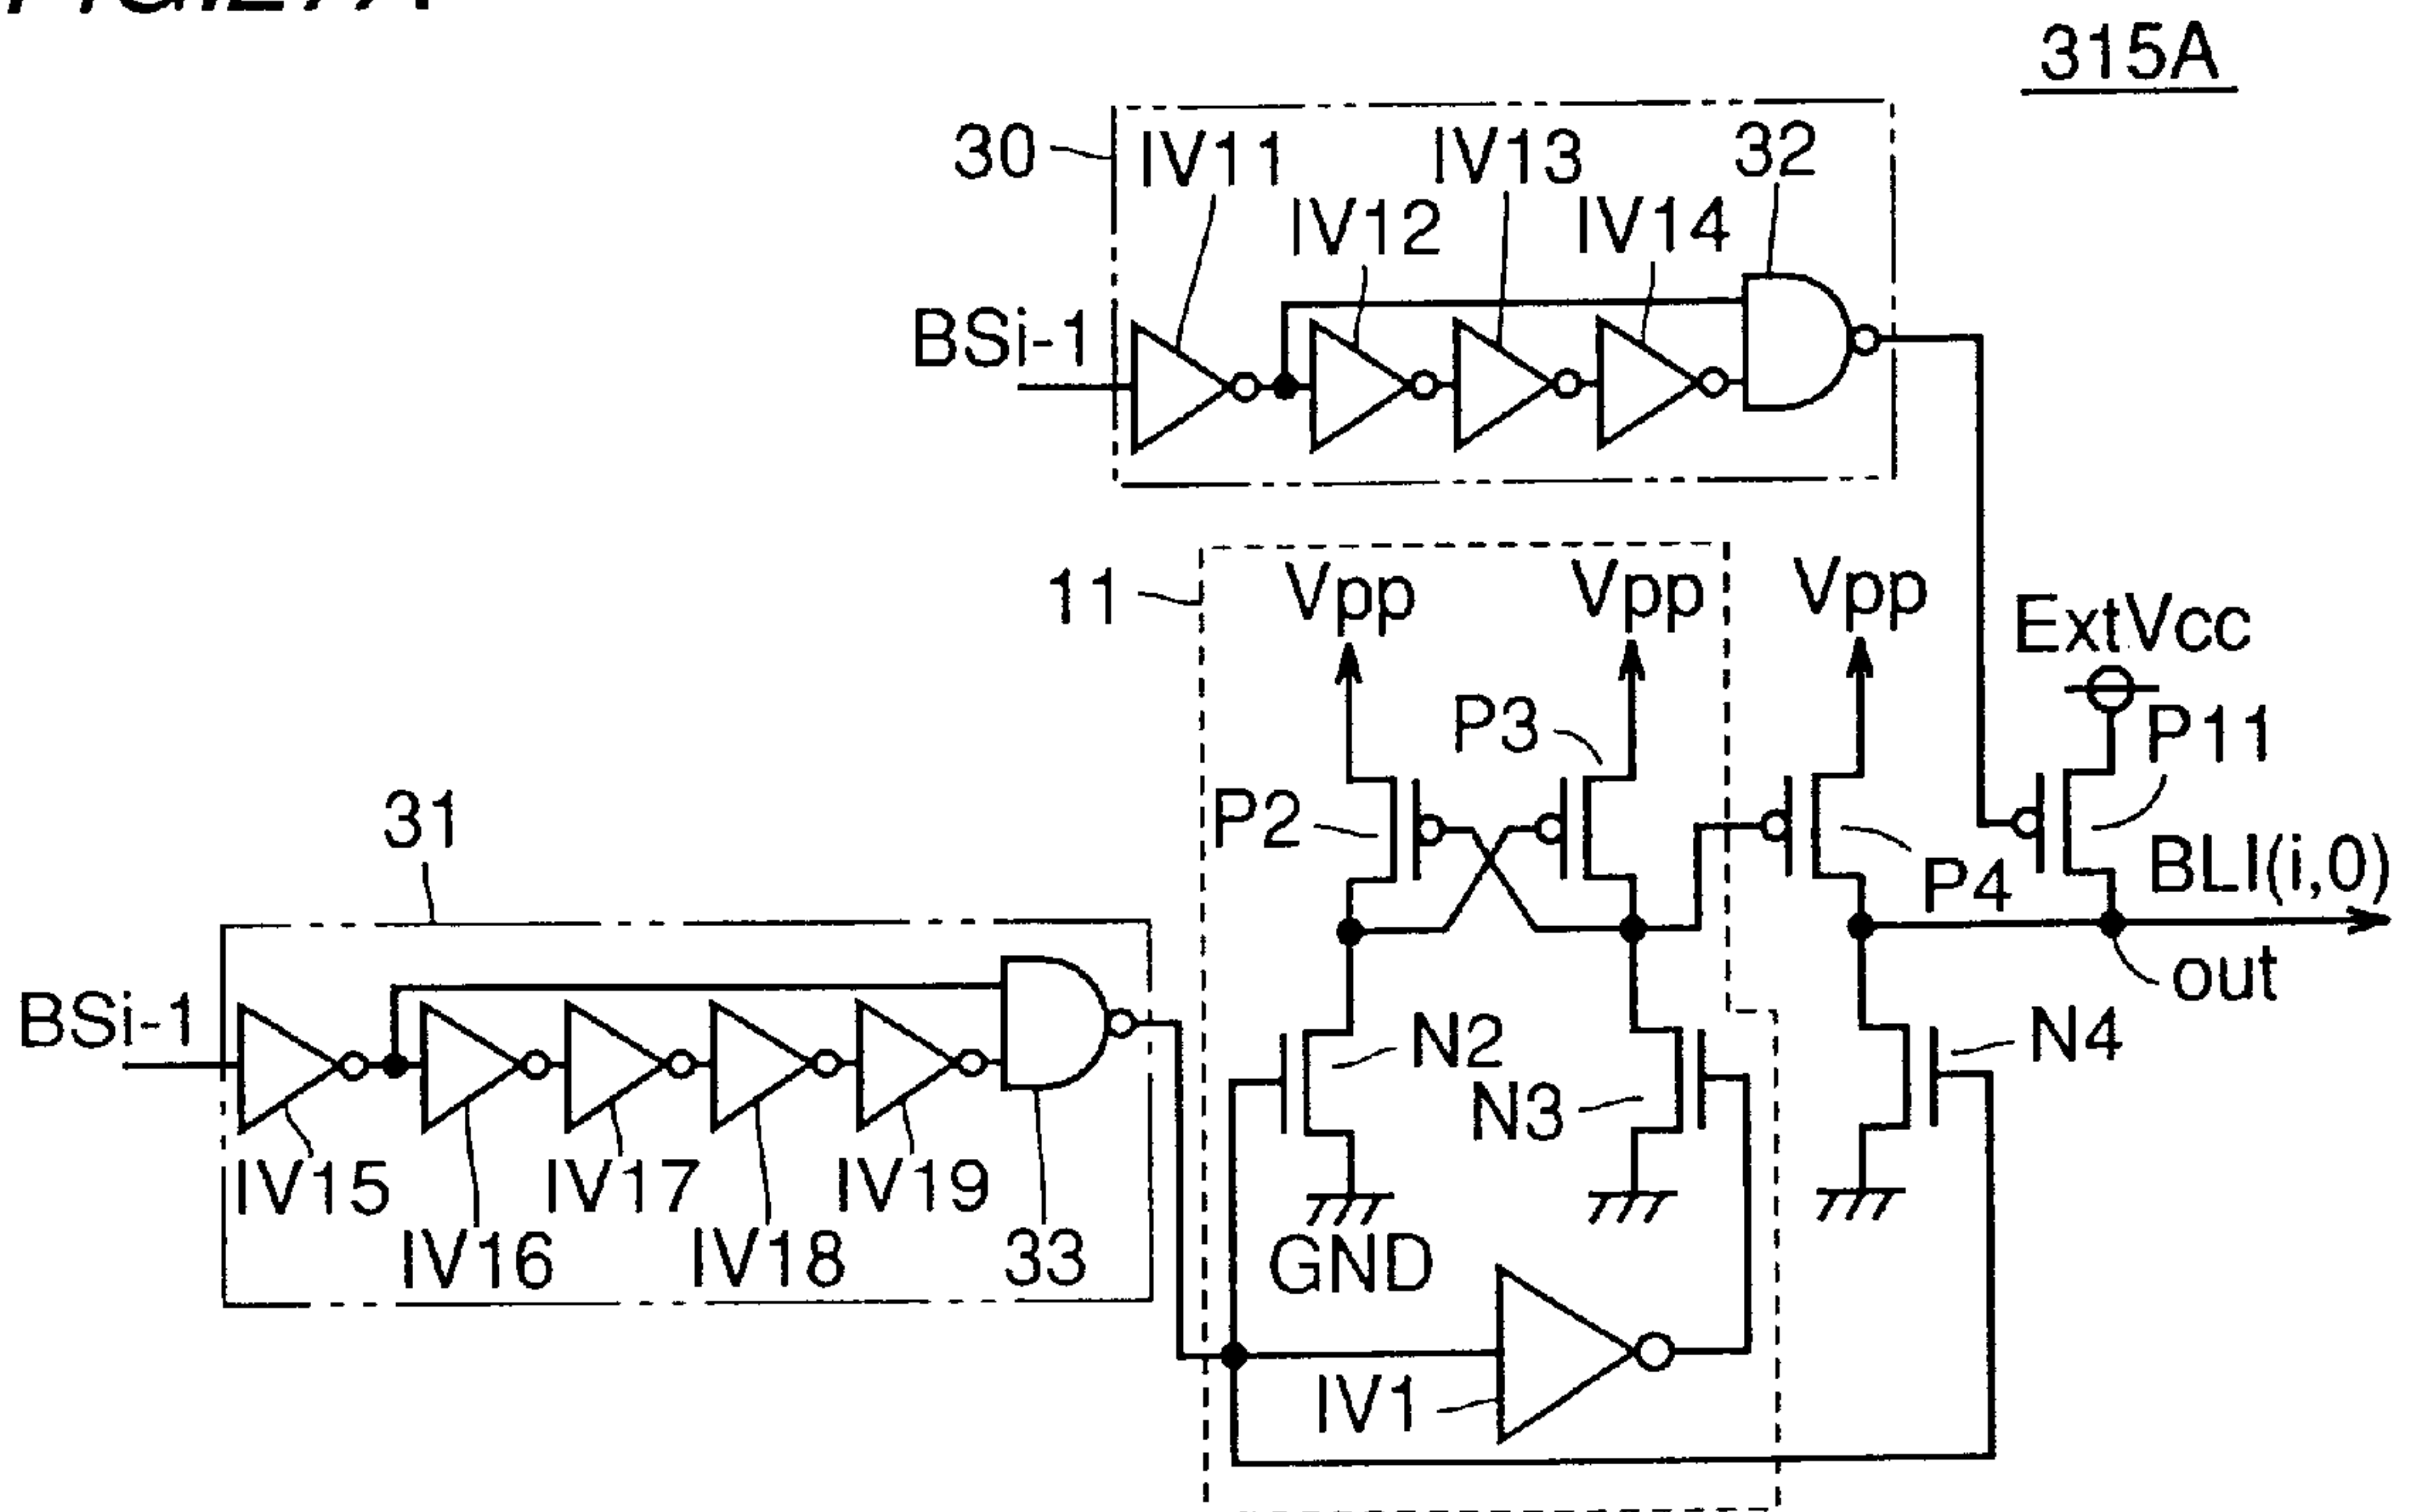 315A
30
IV11
IV13
32
IV12
IV14
BSi-1
11
Vpp
Vpp
Vpp
ExtVcc
P3
P11
P2
31
P4
BLI(i,0)
out
BSi-1
N2
N4
N3
IV15
IV17
IV19
IV16
IV18
33
GND
IV1